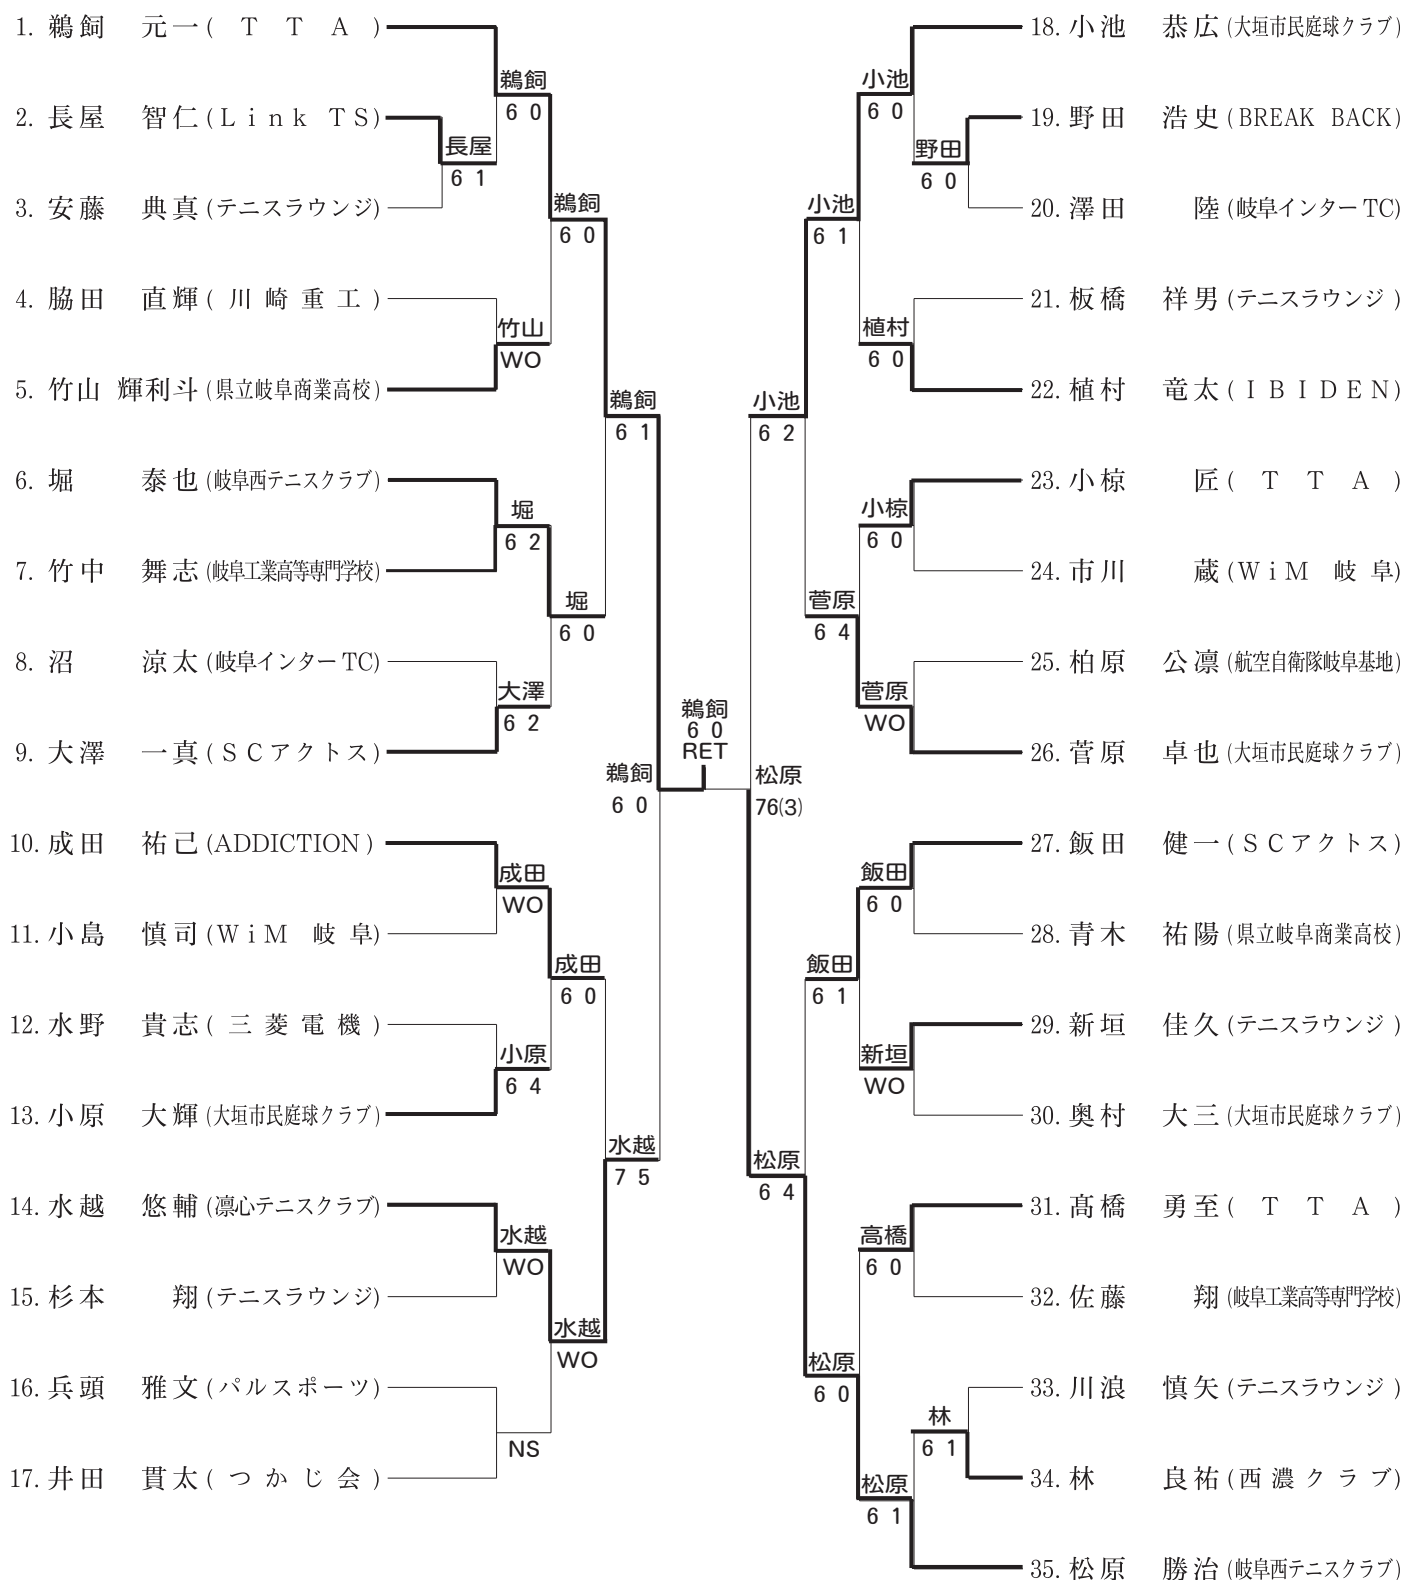 1. 鵜飼 元一 (TTA)
2. 長屋 智仁 (Link TS)
3. 安藤 典真 (テニスラウンジ)
4. 脇田 直輝 (川崎重工)
5. 竹山 輝利斗 (県立岐阜商業高校)
6. 堀 泰也 (岐阜西テニスクラブ)
7. 竹中 舞志 (岐阜工業高等専門学校)
8. 沼 涼太 (岐阜インターTC)
9. 大澤 一真 (SCアクトス)
10. 成田 祐己 (ADDICTION)
11. 小島 慎司 (WiM 岐阜)
12. 水野 貴志 (三菱電機)
13. 小原 大輝 (大垣市民庭球クラブ)
14. 水越 悠輔 (凛心テニスクラブ)
15. 杉本 翔 (テニスラウンジ)
16. 兵頭 雅文 (パルスポーツ)
17. 井田 貫太 (つかじ会)
長屋
6 1
鵜飼
6 0
竹山
WO
堀
6 2
大澤
6 2
成田
WO
小原
6 4
水越
WO
NS
鵜飼
6 0
堀
6 0
成田
6 0
水越
WO
鵜飼
6 1
水越
7 5
鵜飼
6 0
鵜飼
6 0
RET
松原
76(3)
小池
6 2
松原
6 4
小池
6 1
菅原
6 4
飯田
6 1
松原
6 0
小池
6 0
植村
6 0
小椋
6 0
菅原
WO
飯田
6 0
新垣
WO
高橋
6 0
松原
6 1
野田
6 0
林
6 1
18. 小池 恭広 (大垣市民庭球クラブ)
19. 野田 浩史 (BREAK BACK)
20. 澤田 陸 (岐阜インターTC)
21. 板橋 祥男 (テニスラウンジ)
22. 植村 竜太 (IBIDEN)
23. 小椋 匠 (TTA)
24. 市川 蔵 (WiM 岐阜)
25. 柏原 公凛 (航空自衛隊岐阜基地)
26. 菅原 卓也 (大垣市民庭球クラブ)
27. 飯田 健一 (SCアクトス)
28. 青木 祐陽 (県立岐阜商業高校)
29. 新垣 佳久 (テニスラウンジ)
30. 奥村 大三 (大垣市民庭球クラブ)
31. 髙橋 勇至 (TTA)
32. 佐藤 翔 (岐阜工業高等専門学校)
33. 川浪 慎矢 (テニスラウンジ)
34. 林 良祐 (西濃クラブ)
35. 松原 勝治 (岐阜西テニスクラブ)